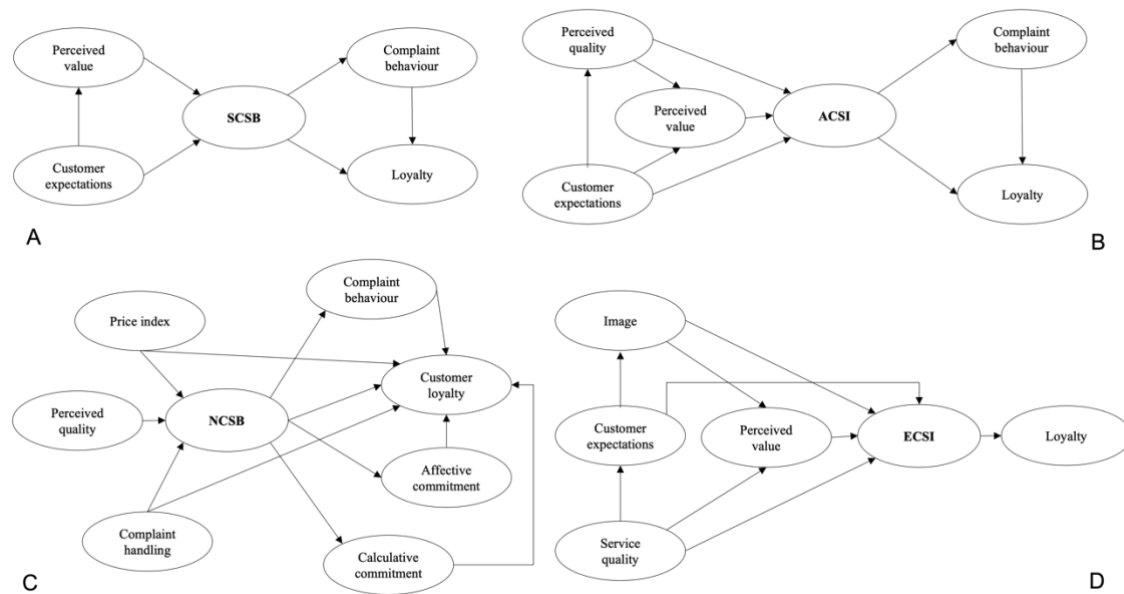 Perceived
value
SCSB
Customer
expectations
Complaint
behaviour
Loyalty
A
Perceived
quality
Perceived
value
Customer
expectations
ACSI
Complaint
behaviour
Loyalty
B
Price index
Perceived
quality
Complaint
handling
NCSB
Complaint
behaviour
Customer
loyalty
Affective
commitment
Calculative
commitment
C
Image
Customer
expectations
Perceived
value
Service
quality
ECSI
Loyalty
D